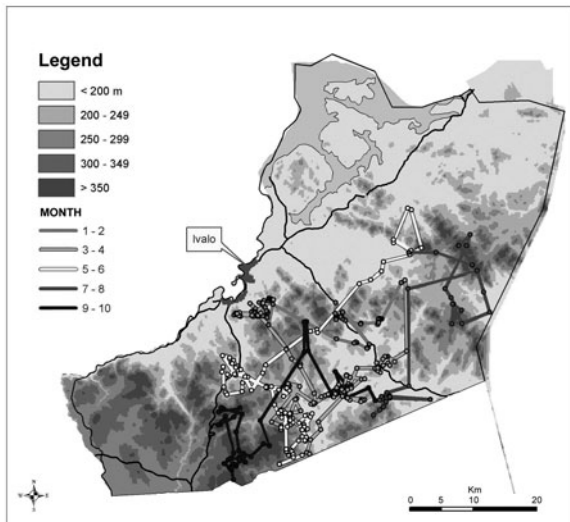 Legend
< 200 m
200 - 249
250 - 299
300 - 349
> 350
MONTH
1 - 2
3 - 4
5 - 6
7 - 8
9 - 10
Ivalo
N
W E
S
Km
0 5 10 20